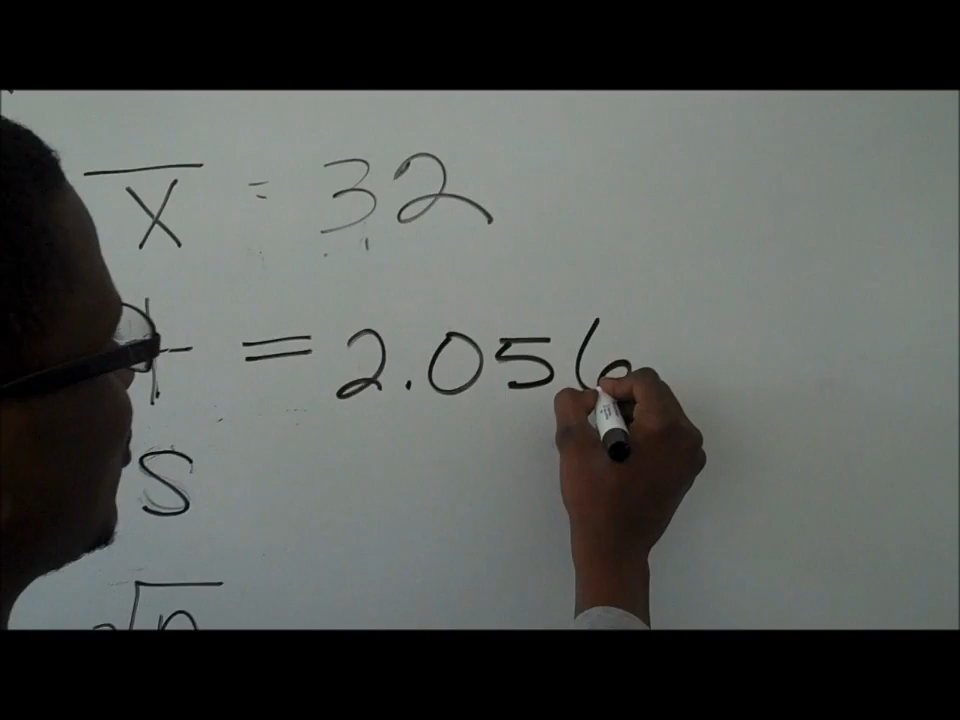 x̄ = 32
t = 2.056
s
√n